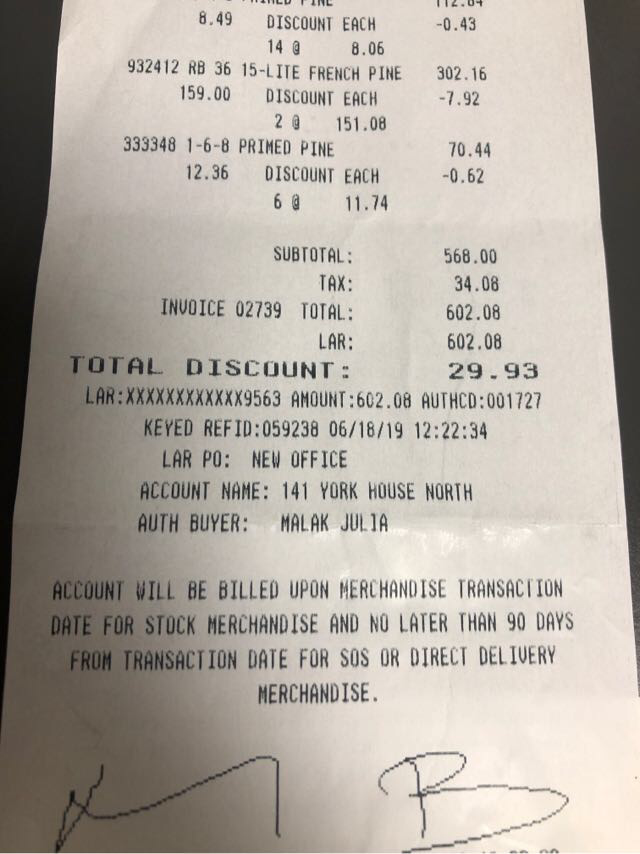 PRIMED PINE 112.84
8.49 DISCOUNT EACH -0.43
14 @ 8.06
932412 RB 36 15-LITE FRENCH PINE 302.16
159.00 DISCOUNT EACH -7.92
2 @ 151.08
333348 1-6-8 PRIMED PINE 70.44
12.36 DISCOUNT EACH -0.62
6 @ 11.74
SUBTOTAL: 568.00
TAX: 34.08
INVOICE 02739 TOTAL: 602.08
LAR: 602.08
TOTAL DISCOUNT: 29.93
LAR:XXXXXXXXXXXX9563 AMOUNT:602.08 AUTHCD:001727
KEYED REFID:059238 06/18/19 12:22:34
LAR PO: NEW OFFICE
ACCOUNT NAME: 141 YORK HOUSE NORTH
AUTH BUYER: MALAK JULIA
ACCOUNT WILL BE BILLED UPON MERCHANDISE TRANSACTION
DATE FOR STOCK MERCHANDISE AND NO LATER THAN 90 DAYS
FROM TRANSACTION DATE FOR SOS OR DIRECT DELIVERY
MERCHANDISE.